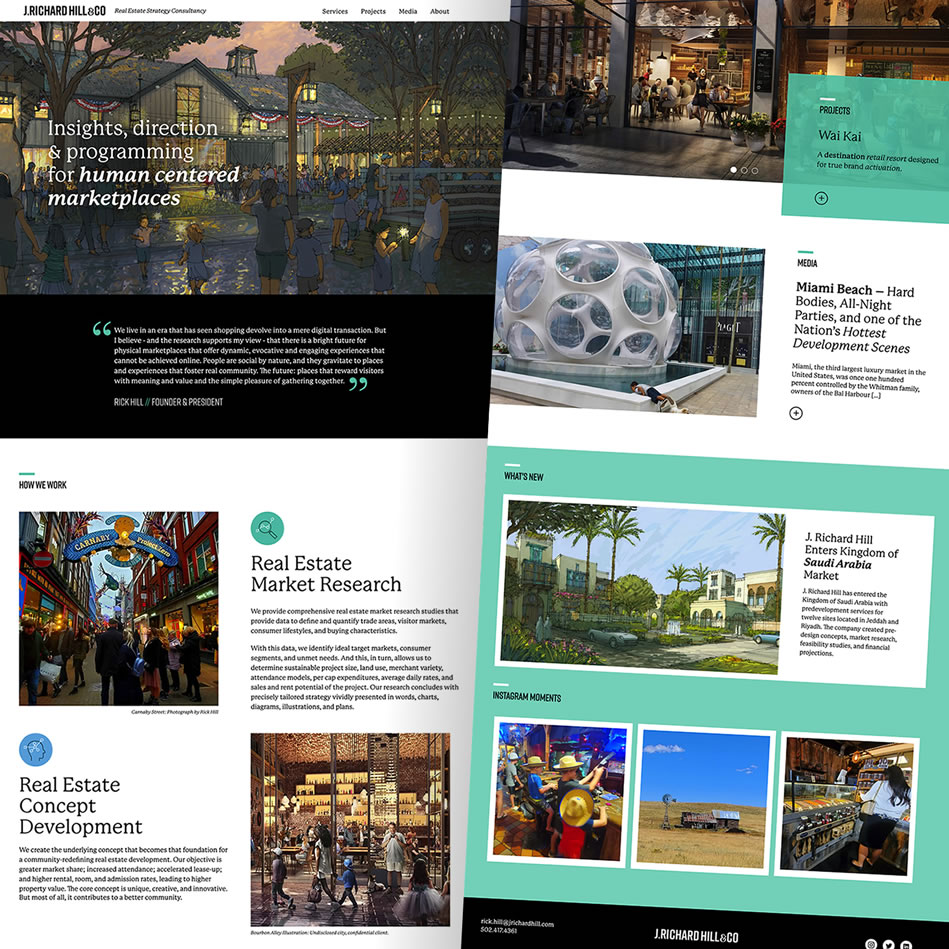 J.RICHARD HILL & CO
Real Estate Strategy Consultancy
Services Projects Media About
Insights, direction
& programming
for human centered
marketplaces
“ We live in an era that has seen shopping devolve into a mere digital transaction. But
I believe - and the research supports my view - that there is a bright future for
physical marketplaces that offer dynamic, evocative and engaging experiences that
cannot be achieved online. People are social by nature, and they gravitate to places
and experiences that foster real community. The future: places that reward visitors
with meaning and value and the simple pleasure of gathering together. ”
RICK HILL // FOUNDER & PRESIDENT
HOW WE WORK
CARNABY
Real Estate
Market Research
We provide comprehensive real estate market research studies that
provide data to define and quantify trade areas, visitor markets,
consumer lifestyles, and buying characteristics.
With this data, we identify ideal target markets, consumer
segments, and unmet needs. And this, in turn, allows us to
determine sustainable project size, land use, merchant variety,
attendance models, per cap expenditures, average daily rates, and
sales and rent potential of the project. Our research concludes with
precisely tailored strategy vividly presented in words, charts,
diagrams, illustrations, and plans.
Carnaby Street: Photograph by Rick Hill
Real Estate
Concept
Development
We create the underlying concept that becomes that foundation for
a community-redefining real estate development. Our objective is
greater market share; increased attendance; accelerated lease-up;
and higher rental, room, and admission rates, leading to higher
property value. The core concept is unique, creative, and innovative.
But most of all, it contributes to a better community.
Bourbon Alley Illustration: Undisclosed city, confidential client.
PROJECTS
Wai Kai
A destination retail resort designed
for true brand activation.
PIAGET
MEDIA
Miami Beach – Hard
Bodies, All-Night
Parties, and one of the
Nation's Hottest
Development Scenes
Miami, the third largest luxury market in the
United States, was once one hundred
percent controlled by the Whitman family,
owners of the Bal Harbour [...]
WHAT'S NEW
J. Richard Hill
Enters Kingdom of
Saudi Arabia
Market
J. Richard Hill has entered the
Kingdom of Saudi Arabia with
predevelopment services for
twelve sites located in Jeddah and
Riyadh. The company created pre-
design concepts, market research,
feasibility studies, and financial
projections.
INSTAGRAM MOMENTS
rick.hill@jrichardhill.com
502.417.4361
J.RICHARD HILL & CO